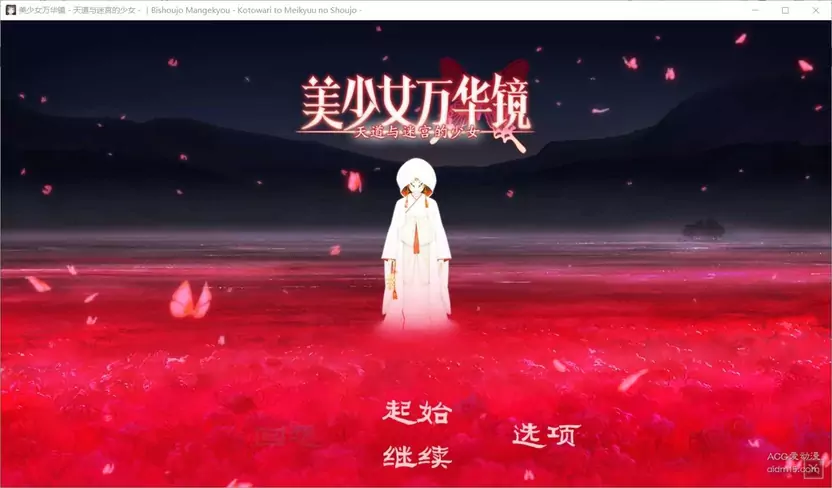 美少女万华镜 - 天道与迷宫的少女 - | Bishoujo Mangekyou - Kotowari to Meikyuu no Shoujo -
美少女万华镜
天道与迷宫的少女
起始
选项
继续
ACG爱动漫